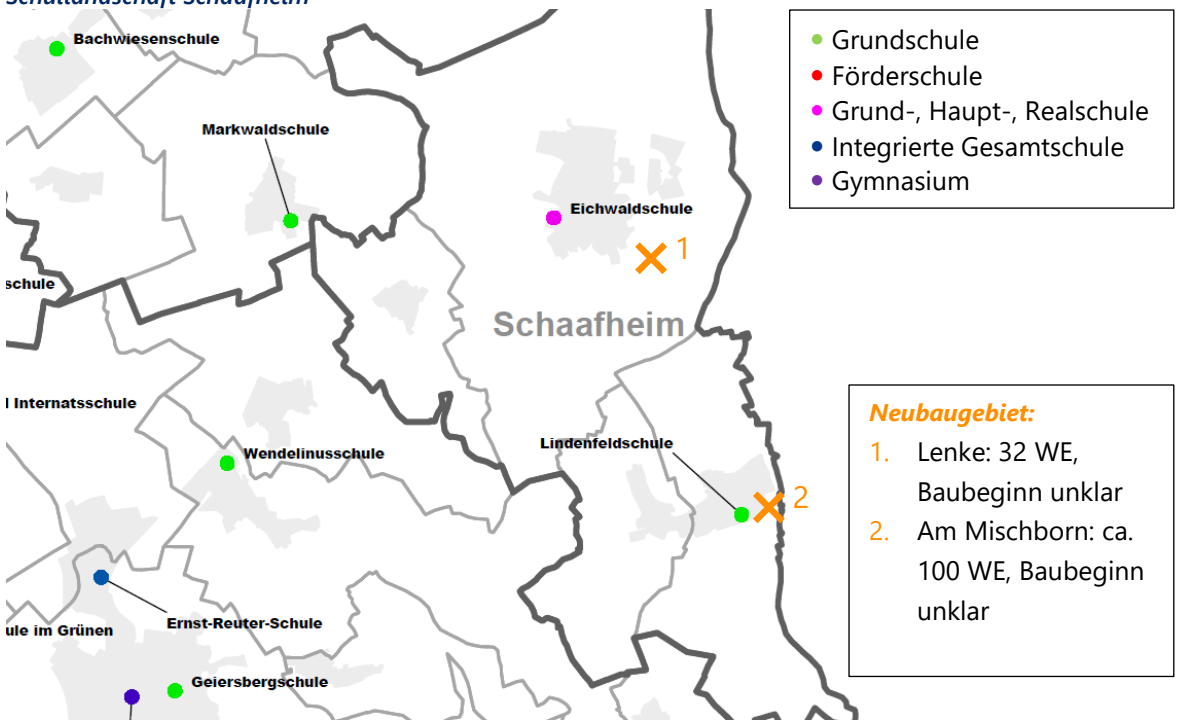 Schullandschaft Schaafheim
Bachwiesenschule
Markwaldschule
Eichwaldschule
1
schule
Schaafheim
l Internatsschule
Wendelinusschule
Lindenfeldschule
2
ule im Grünen
Ernst-Reuter-Schule
Geiersbergschule
Grundschule
Förderschule
Grund-, Haupt-, Realschule
Integrierte Gesamtschule
Gymnasium
Neubaugebiet:
1. Lenke: 32 WE,
Baubeginn unklar
2. Am Mischborn: ca.
100 WE, Baubeginn
unklar